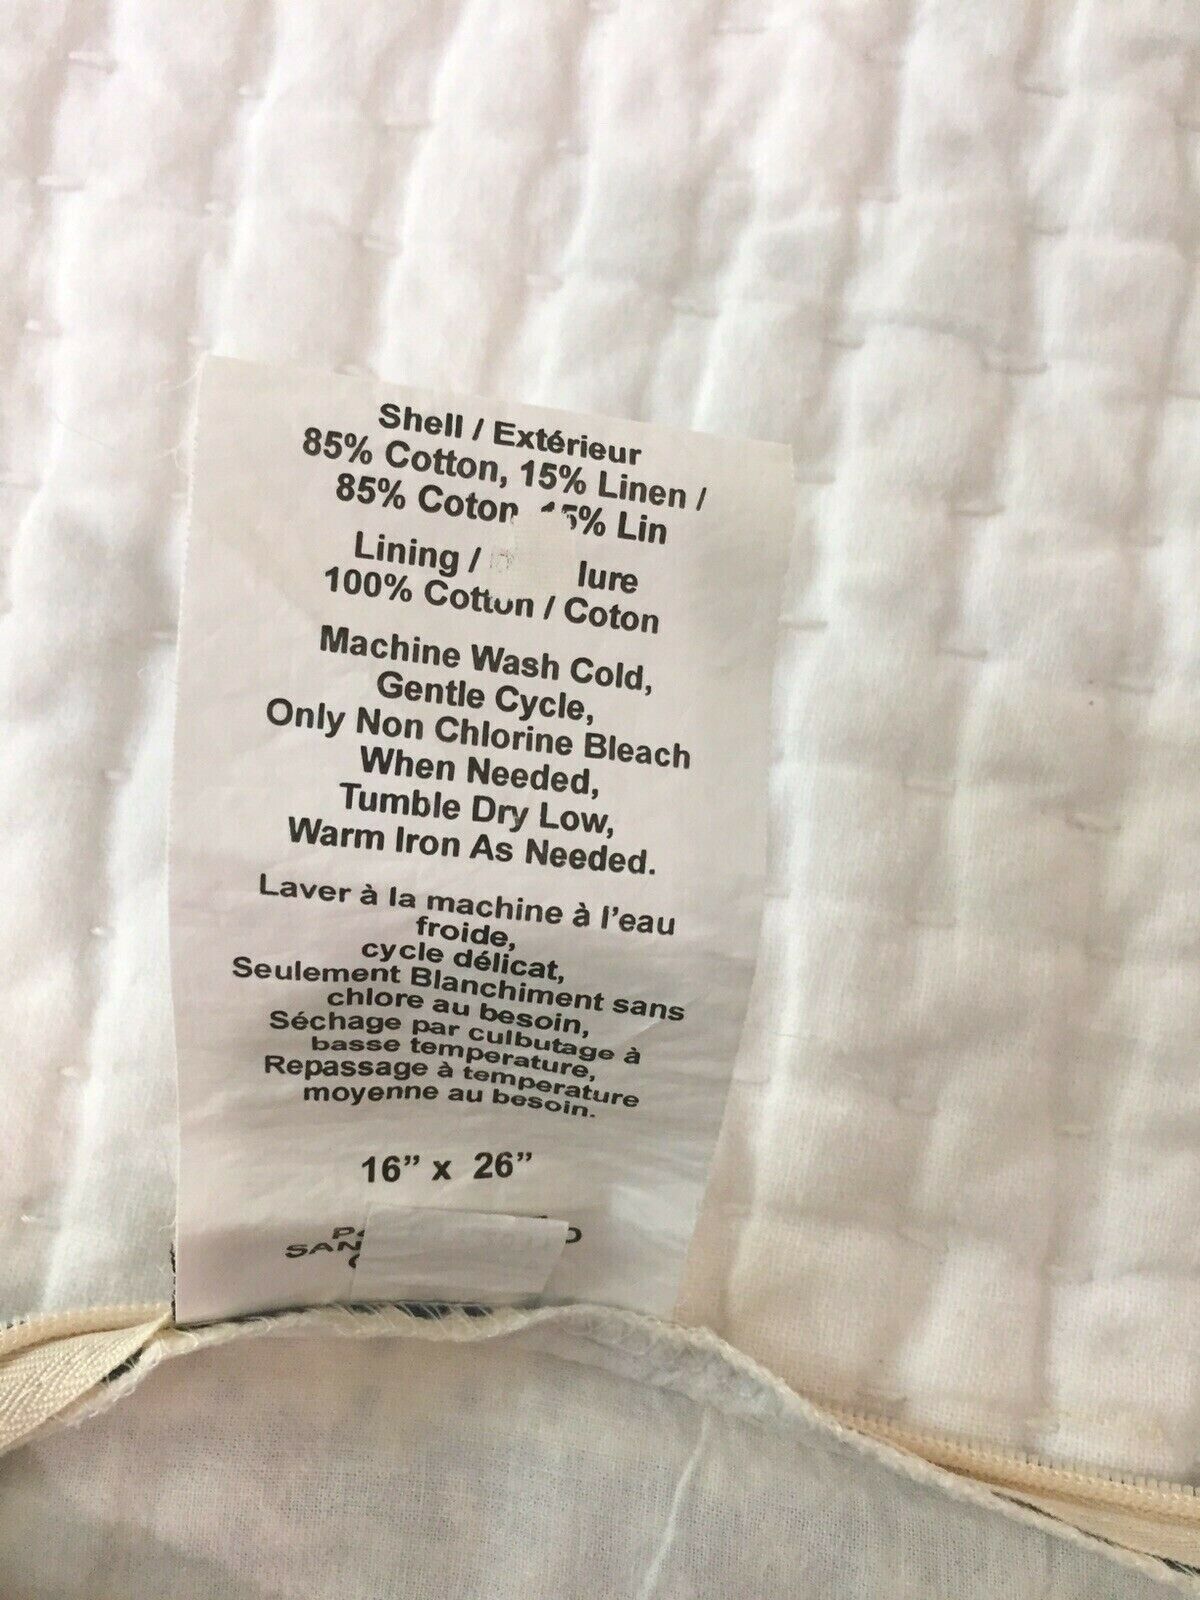 Shell / Extérieur
85% Cotton, 15% Linen /
85% Coton, 15% Lin
Lining /
100% Cotton / Coton
Machine Wash Cold,
Gentle Cycle,
Only Non Chlorine Bleach
When Needed,
Tumble Dry Low,
Warm Iron As Needed.
Laver à la machine à l'eau
froide,
cycle délicat,
Seulement Blanchiment sans
chlore au besoin,
Séchage par culbutage à
basse temperature,
Repassage à temperature
moyenne au besoin.
16” x 26”